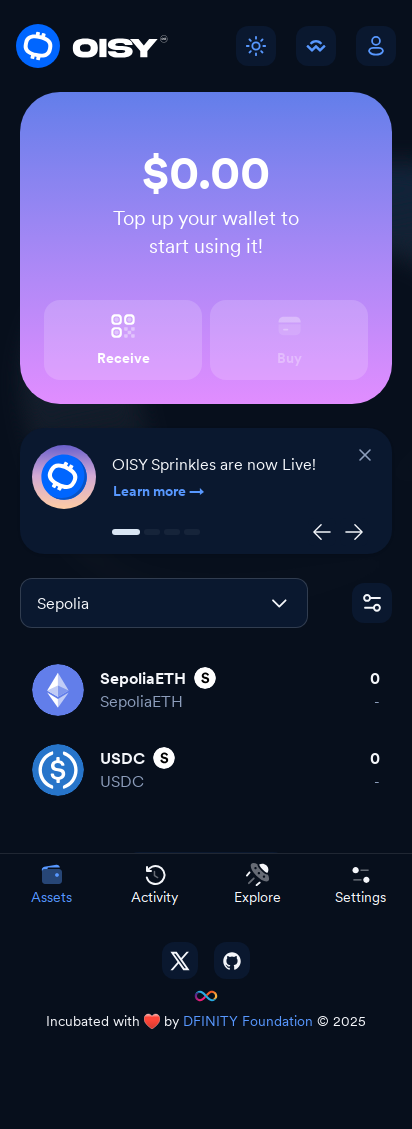 OISY
$0.00
Top up your wallet to
start using it!
Receive
Buy
OISY Sprinkles are now Live!
Learn more →
Sepolia
SepoliaETH S 0
SepoliaETH -
USDC S 0
USDC -
Assets Activity Explore Settings
Incubated with ❤️ by DFINITY Foundation © 2025